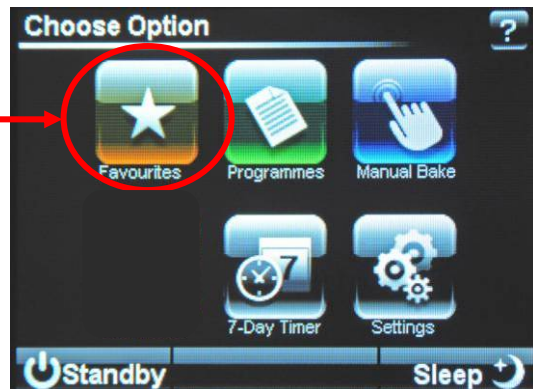 Choose Option
?
Favourites
Programmes
Manual Bake
7
7-Day Timer
Settings
Standby
Sleep